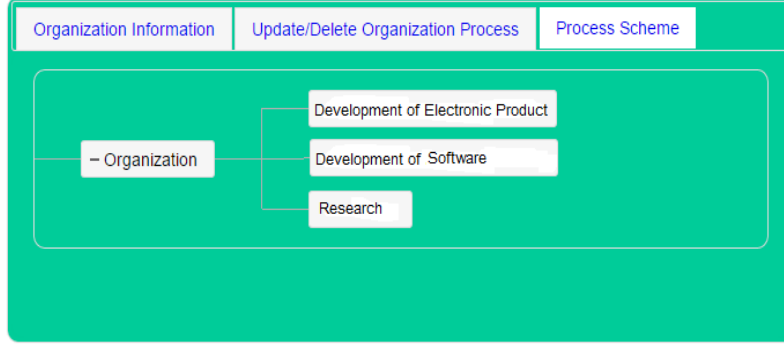 Organization Information
Update/Delete Organization Process
Process Scheme
Development of Electronic Product
– Organization
Development of Software
Research